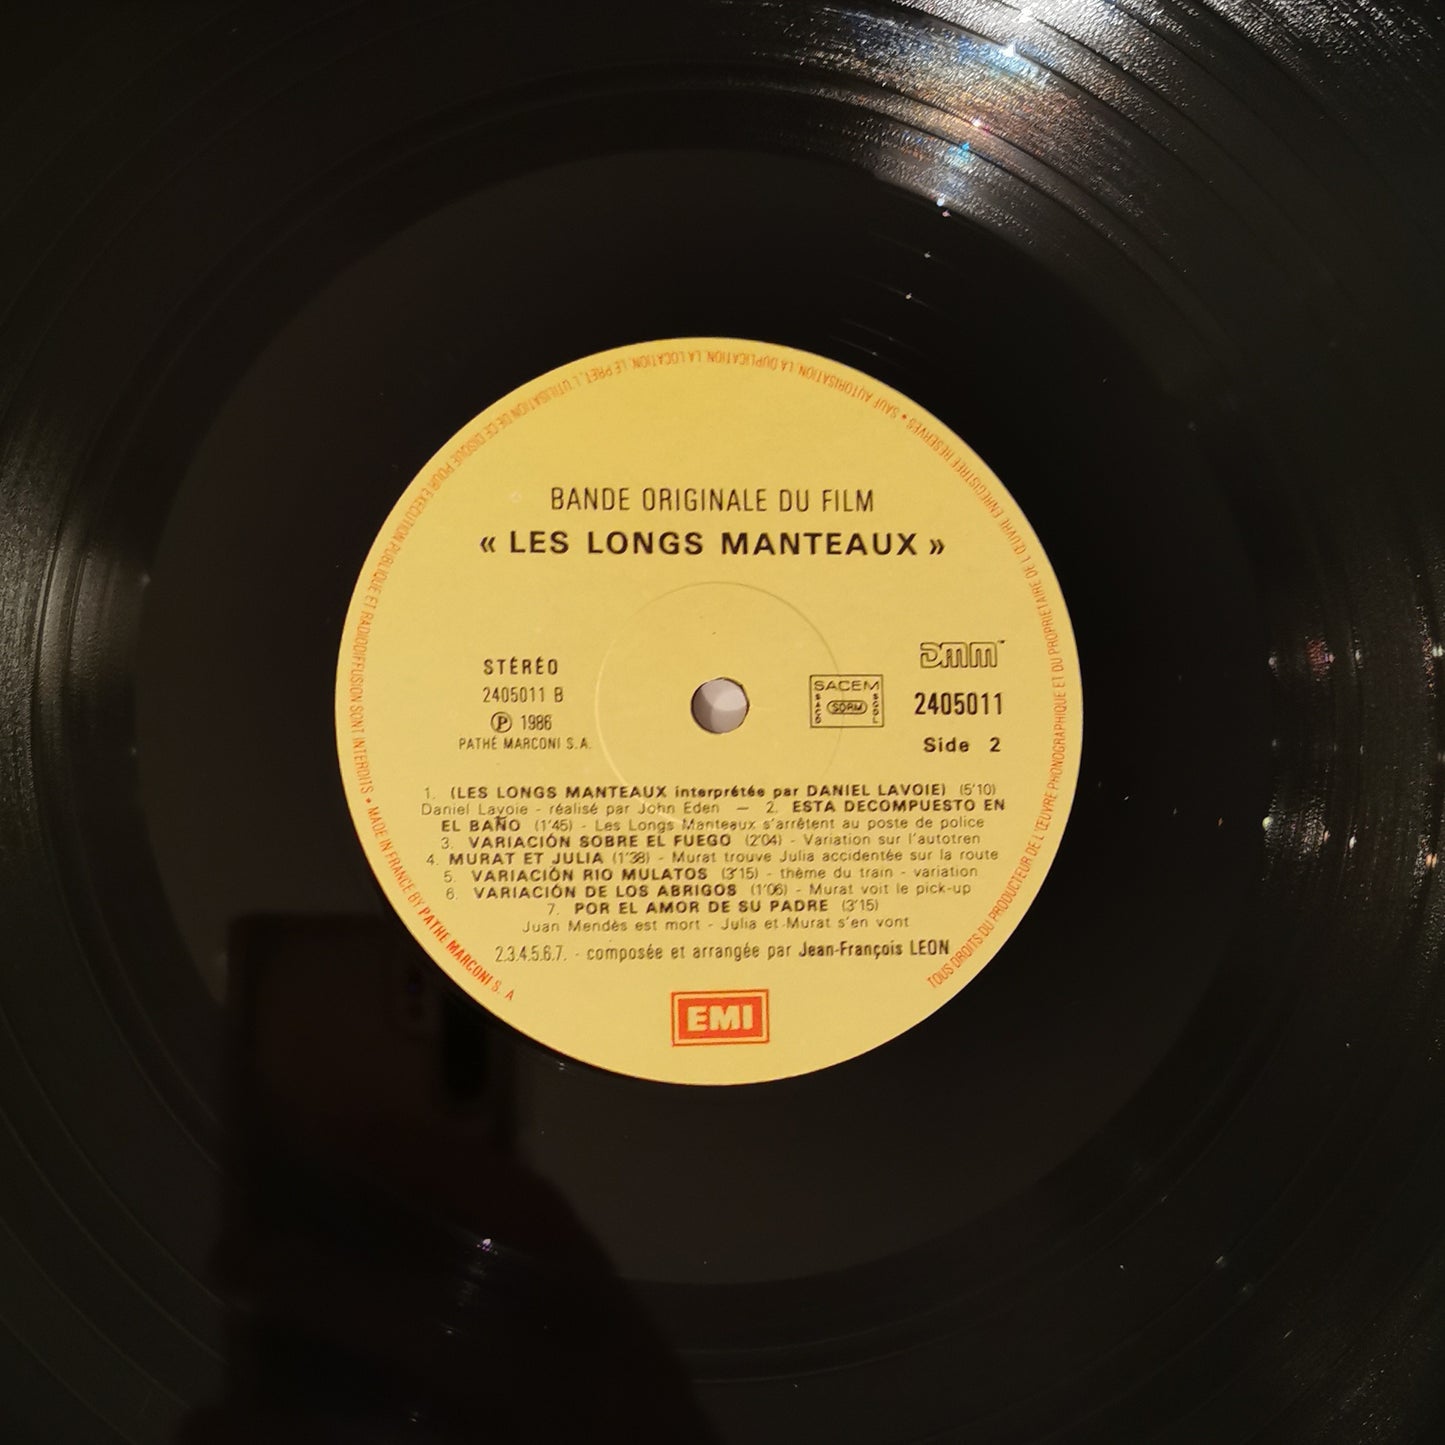 BANDE ORIGINALE DU FILM
« LES LONGS MANTEAUX »
STÉRÉO
2405011 B
Ⓟ 1986
PATHÉ MARCONI S.A.
SACEM
SACD
SDRM
SGDL
DMM
2405011
Side 2
1. (LES LONGS MANTEAUX interprétée par DANIEL LAVOIE) (5'10)
Daniel Lavoie - réalisé par John Eden — 2. ESTA DECOMPUESTO EN
EL BAÑO (1'45) - Les Longs Manteaux s'arrêtent au poste de police
3. VARIACIÓN SOBRE EL FUEGO (2'04) - Variation sur l'autotren
4. MURAT ET JULIA (1'38) - Murat trouve Julia accidentée sur la route
5. VARIACIÓN RIO MULATOS (3'15) - thème du train - variation
6. VARIACIÓN DE LOS ABRIGOS (1'06) - Murat voit le pick-up
7. POR EL AMOR DE SU PADRE (3'15)
Juan Mendès est mort - Julia et Murat s'en vont
2.3.4.5.6.7. - composée et arrangée par Jean-François LEON
EMI
TOUS DROITS DU PRODUCTEUR DE L'ŒUVRE PHONOGRAPHIQUE ET DU PROPRIETAIRE DE L'ŒUVRE ENREGISTREE RESERVES • SAUF AUTORISATION, LA DUPLICATION, LA LOCATION, LE PRET, L'UTILISATION DE CE DISQUE POUR EXECUTION PUBLIQUE ET RADIODIFFUSION SONT INTERDITS • MADE IN FRANCE BY PATHE MARCONI S. A